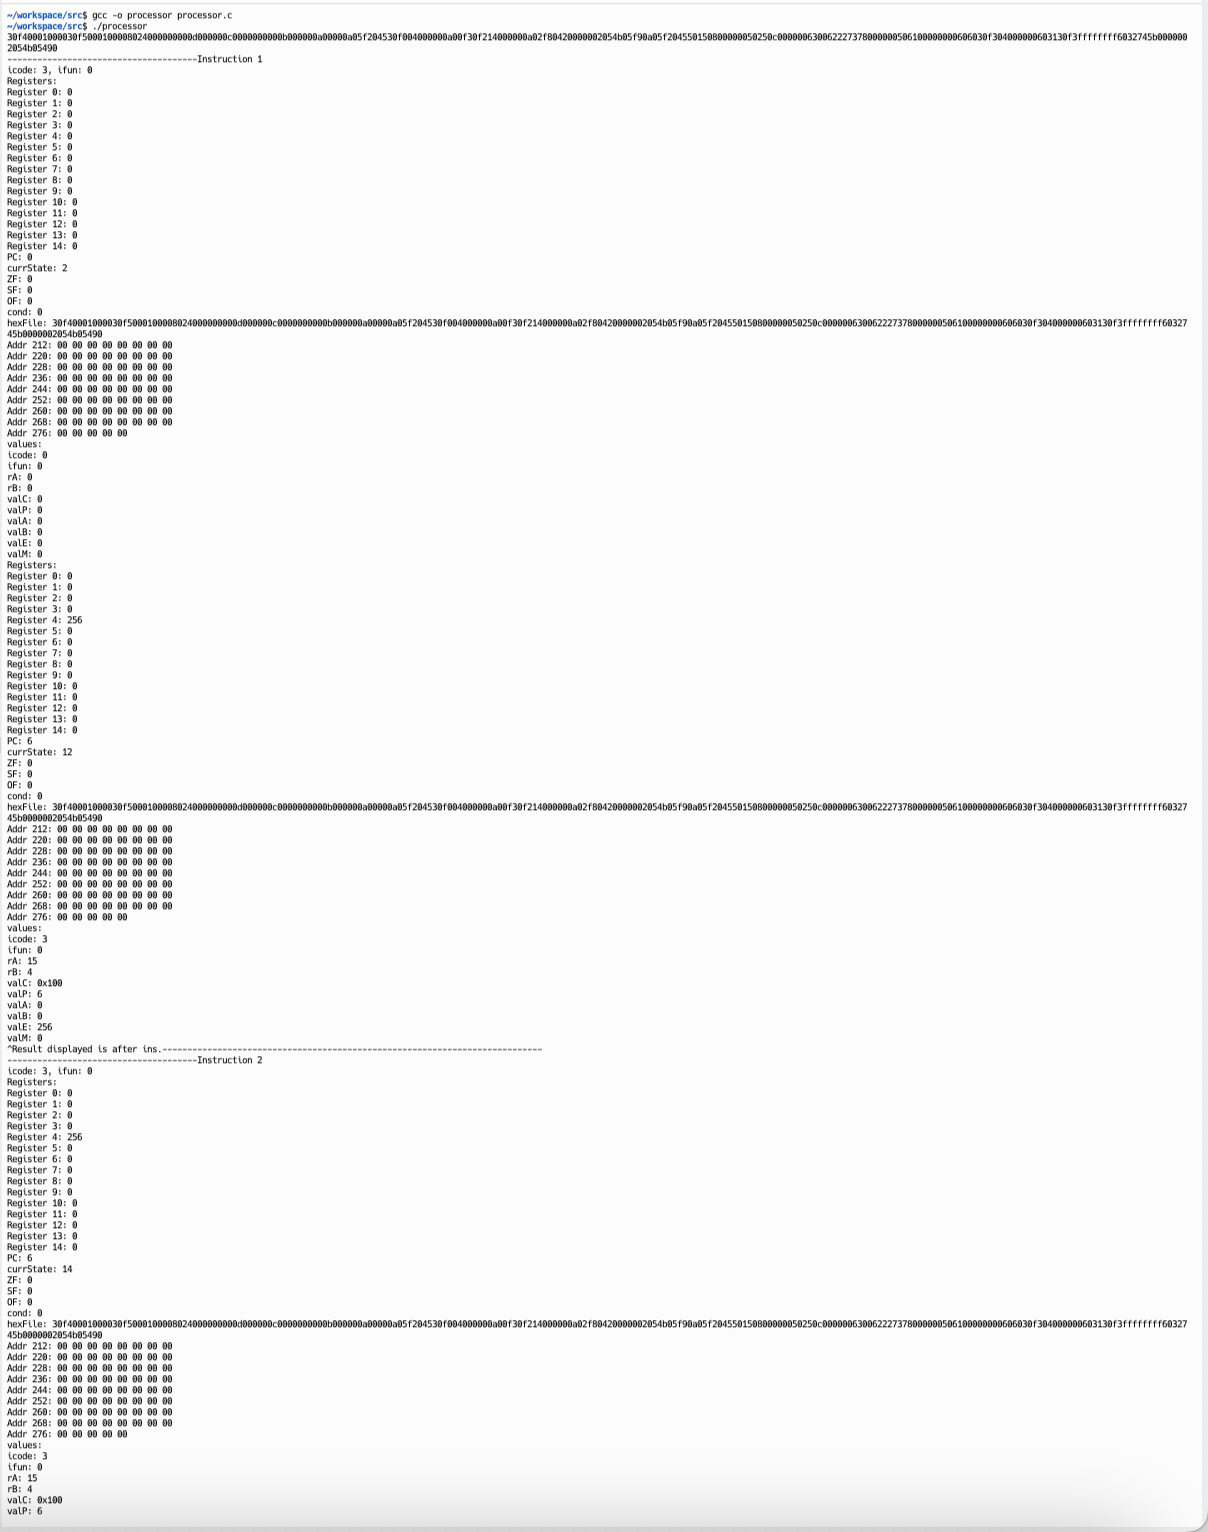 ~/workspace/src$ gcc -o processor processor.c
~/workspace/src$ ./processor
30f40001000030f5000100008024000000000d000000c0000000000b000000a00000a05f204530f004000000a00f30f214000000a02f80420000002054b05f90a05f204550150800000050250c0000006300622273780000005061000000000606030f304000000603130f3ffffffff6032745b000000
2054b05490
--------------------------------------Instruction 1
icode: 3, ifun: 0
Registers:
Register 0: 0
Register 1: 0
Register 2: 0
Register 3: 0
Register 4: 0
Register 5: 0
Register 6: 0
Register 7: 0
Register 8: 0
Register 9: 0
Register 10: 0
Register 11: 0
Register 12: 0
Register 13: 0
Register 14: 0
PC: 0
currState: 2
ZF: 0
SF: 0
OF: 0
cond: 0
hexFile: 30f40001000030f5000100008024000000000d000000c0000000000b000000a00000a05f204530f004000000a00f30f214000000a02f80420000002054b05f90a05f204550150800000050250c0000006300622273780000005061000000000606030f304000000603130f3ffffffff60327
45b0000002054b05490
Addr 212: 00 00 00 00 00 00 00 00
Addr 220: 00 00 00 00 00 00 00 00
Addr 228: 00 00 00 00 00 00 00 00
Addr 236: 00 00 00 00 00 00 00 00
Addr 244: 00 00 00 00 00 00 00 00
Addr 252: 00 00 00 00 00 00 00 00
Addr 260: 00 00 00 00 00 00 00 00
Addr 268: 00 00 00 00 00 00 00 00
Addr 276: 00 00 00 00 00
values:
icode: 0
ifun: 0
rA: 0
rB: 0
valC: 0
valP: 0
valA: 0
valB: 0
valE: 0
valM: 0
Registers:
Register 0: 0
Register 1: 0
Register 2: 0
Register 3: 0
Register 4: 256
Register 5: 0
Register 6: 0
Register 7: 0
Register 8: 0
Register 9: 0
Register 10: 0
Register 11: 0
Register 12: 0
Register 13: 0
Register 14: 0
PC: 6
currState: 12
ZF: 0
SF: 0
OF: 0
cond: 0
hexFile: 30f40001000030f5000100008024000000000d000000c0000000000b000000a00000a05f204530f004000000a00f30f214000000a02f80420000002054b05f90a05f204550150800000050250c0000006300622273780000005061000000000606030f304000000603130f3ffffffff60327
45b0000002054b05490
Addr 212: 00 00 00 00 00 00 00 00
Addr 220: 00 00 00 00 00 00 00 00
Addr 228: 00 00 00 00 00 00 00 00
Addr 236: 00 00 00 00 00 00 00 00
Addr 244: 00 00 00 00 00 00 00 00
Addr 252: 00 00 00 00 00 00 00 00
Addr 260: 00 00 00 00 00 00 00 00
Addr 268: 00 00 00 00 00 00 00 00
Addr 276: 00 00 00 00 00
values:
icode: 3
ifun: 0
rA: 15
rB: 4
valC: 0x100
valP: 6
valA: 0
valB: 0
valE: 256
valM: 0
^Result displayed is after ins.----------------------------------------------------------------------------
--------------------------------------Instruction 2
icode: 3, ifun: 0
Registers:
Register 0: 0
Register 1: 0
Register 2: 0
Register 3: 0
Register 4: 256
Register 5: 0
Register 6: 0
Register 7: 0
Register 8: 0
Register 9: 0
Register 10: 0
Register 11: 0
Register 12: 0
Register 13: 0
Register 14: 0
PC: 6
currState: 14
ZF: 0
SF: 0
OF: 0
cond: 0
hexFile: 30f40001000030f5000100008024000000000d000000c0000000000b000000a00000a05f204530f004000000a00f30f214000000a02f80420000002054b05f90a05f204550150800000050250c0000006300622273780000005061000000000606030f304000000603130f3ffffffff60327
45b0000002054b05490
Addr 212: 00 00 00 00 00 00 00 00
Addr 220: 00 00 00 00 00 00 00 00
Addr 228: 00 00 00 00 00 00 00 00
Addr 236: 00 00 00 00 00 00 00 00
Addr 244: 00 00 00 00 00 00 00 00
Addr 252: 00 00 00 00 00 00 00 00
Addr 260: 00 00 00 00 00 00 00 00
Addr 268: 00 00 00 00 00 00 00 00
Addr 276: 00 00 00 00 00
values:
icode: 3
ifun: 0
rA: 15
rB: 4
valC: 0x100
valP: 6